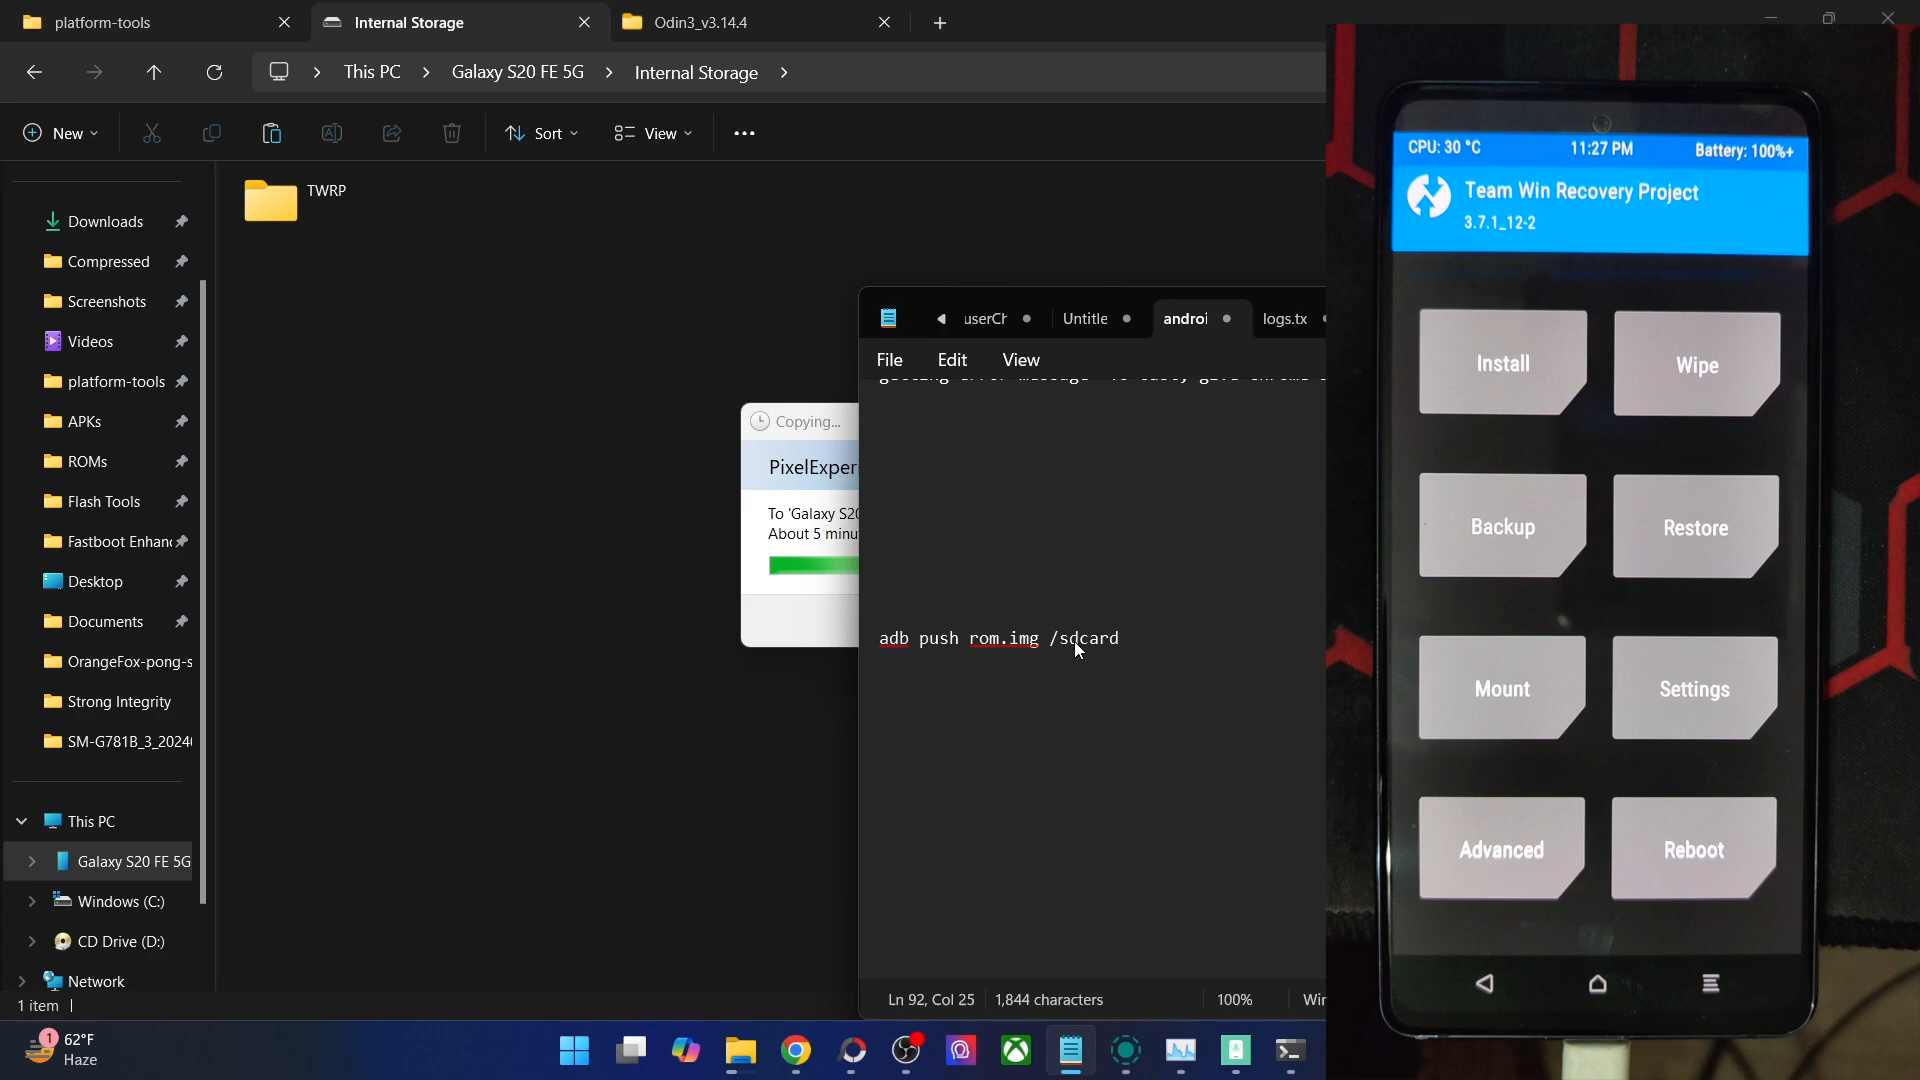 platform-tools
Internal Storage
Odin3_v3.14.4
This PC
Galaxy S20 FE 5G
Internal Storage
New
Sort
View
TWRP
Downloads
Compressed
Screenshots
Videos
platform-tools
APKs
ROMs
Flash Tools
Fastboot Enhanc
Desktop
Documents
OrangeFox-pong-s
Strong Integrity
SM-G781B_3_2024
This PC
Galaxy S20 FE 5G
Windows (C:)
CD Drive (D:)
Network
1 item
Copying...
PixelExperi
To 'Galaxy S20
About 5 minu
userCh
Untitle
androi
logs.tx
File
Edit
View
adb push rom.img /sdcard
Ln 92, Col 25
1,844 characters
100%
Win
1
62°F
Haze
CPU: 30 °C
11:27 PM
Battery: 100%+
Team Win Recovery Project
3.7.1_12-2
Install
Wipe
Backup
Restore
Mount
Settings
Advanced
Reboot